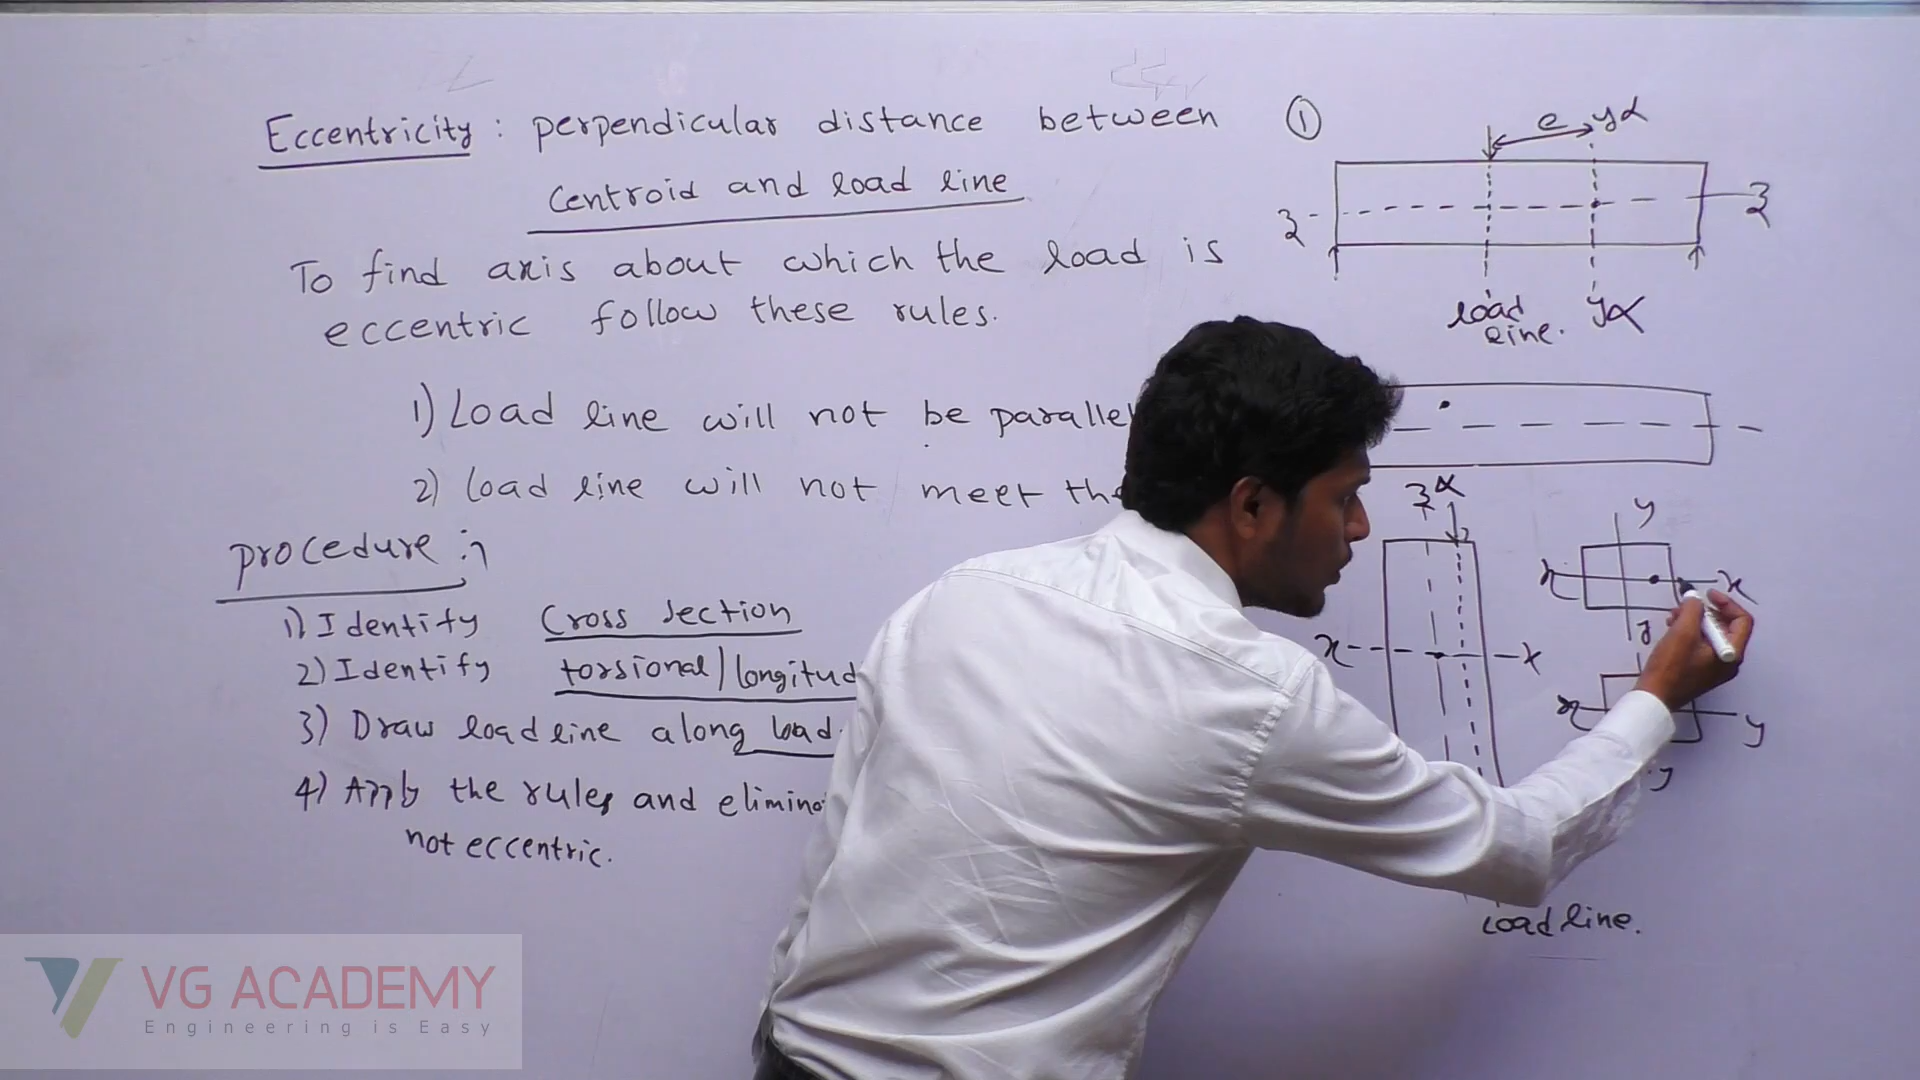 Eccentricity : perpendicular distance between
centroid and load line
To find axis about which the load is
eccentric follow these rules.
1) Load line will not be parallel
2) load line will not meet the
procedure :
1) Identify Cross section
2) Identify torsional/longitud
3) Draw load line along load
4) Apply the rules and elimina
not eccentric.
1
e y
3 3
load
line. y
3
x x
y
x x
y
x y
y
load line.
VG ACADEMY
Engineering is Easy